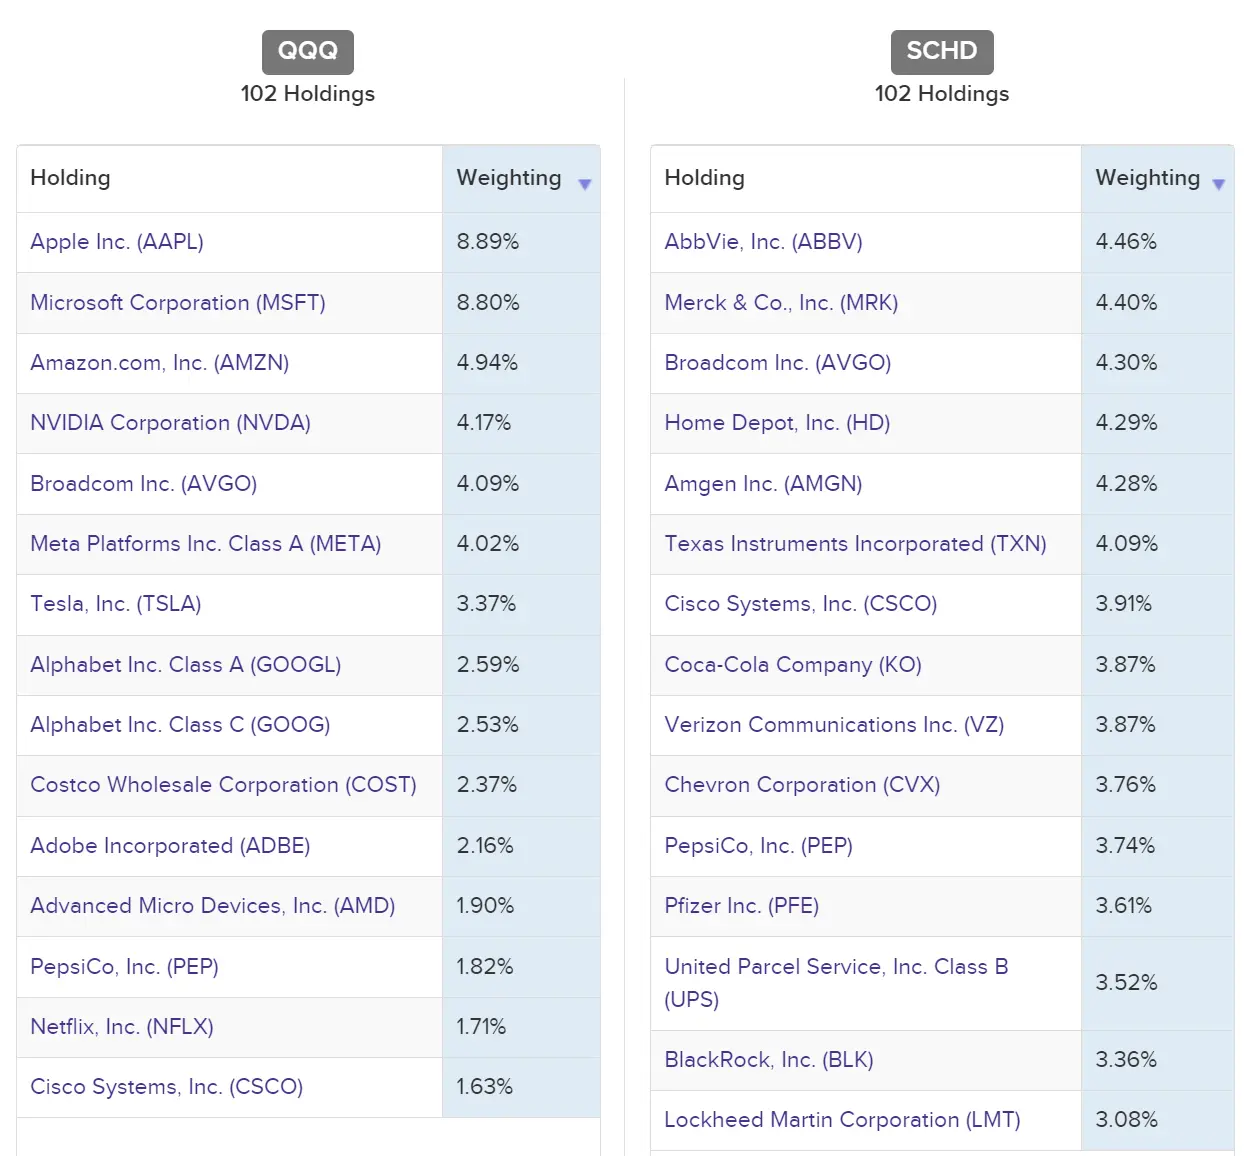 QQQ
102 Holdings
Holding Weighting
Apple Inc. (AAPL) 8.89%
Microsoft Corporation (MSFT) 8.80%
Amazon.com, Inc. (AMZN) 4.94%
NVIDIA Corporation (NVDA) 4.17%
Broadcom Inc. (AVGO) 4.09%
Meta Platforms Inc. Class A (META) 4.02%
Tesla, Inc. (TSLA) 3.37%
Alphabet Inc. Class A (GOOGL) 2.59%
Alphabet Inc. Class C (GOOG) 2.53%
Costco Wholesale Corporation (COST) 2.37%
Adobe Incorporated (ADBE) 2.16%
Advanced Micro Devices, Inc. (AMD) 1.90%
PepsiCo, Inc. (PEP) 1.82%
Netflix, Inc. (NFLX) 1.71%
Cisco Systems, Inc. (CSCO) 1.63%
SCHD
102 Holdings
Holding Weighting
AbbVie, Inc. (ABBV) 4.46%
Merck & Co., Inc. (MRK) 4.40%
Broadcom Inc. (AVGO) 4.30%
Home Depot, Inc. (HD) 4.29%
Amgen Inc. (AMGN) 4.28%
Texas Instruments Incorporated (TXN) 4.09%
Cisco Systems, Inc. (CSCO) 3.91%
Coca-Cola Company (KO) 3.87%
Verizon Communications Inc. (VZ) 3.87%
Chevron Corporation (CVX) 3.76%
PepsiCo, Inc. (PEP) 3.74%
Pfizer Inc. (PFE) 3.61%
United Parcel Service, Inc. Class B
(UPS) 3.52%
BlackRock, Inc. (BLK) 3.36%
Lockheed Martin Corporation (LMT) 3.08%